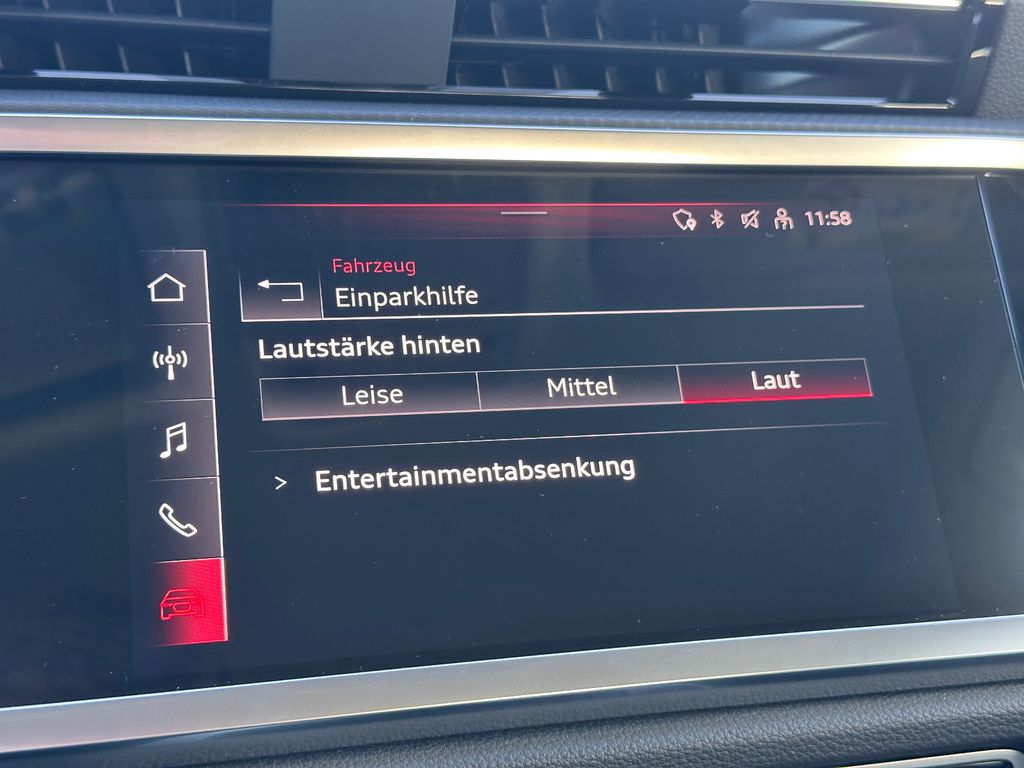 11:58
Fahrzeug
Einparkhilfe
Lautstärke hinten
Leise Mittel Laut
> Entertainmentabsenkung